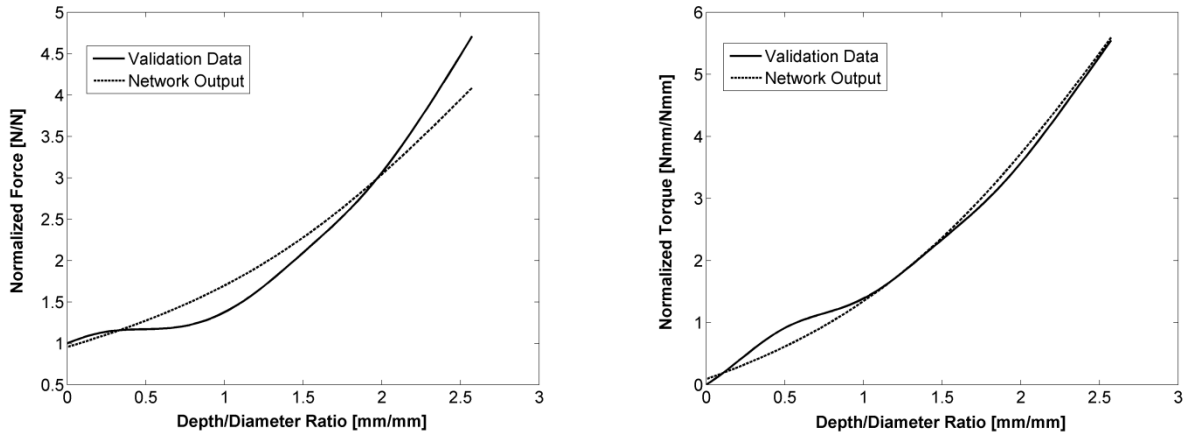 5
4.5
4
3.5
3
2.5
2
1.5
1
0.5
Normalized Force [N/N]
Validation Data
Network Output
0 0.5 1 1.5 2 2.5 3
Depth/Diameter Ratio [mm/mm]
6
5
4
3
2
1
0
Normalized Torque [Nmm/Nmm]
Validation Data
Network Output
0 0.5 1 1.5 2 2.5 3
Depth/Diameter Ratio [mm/mm]